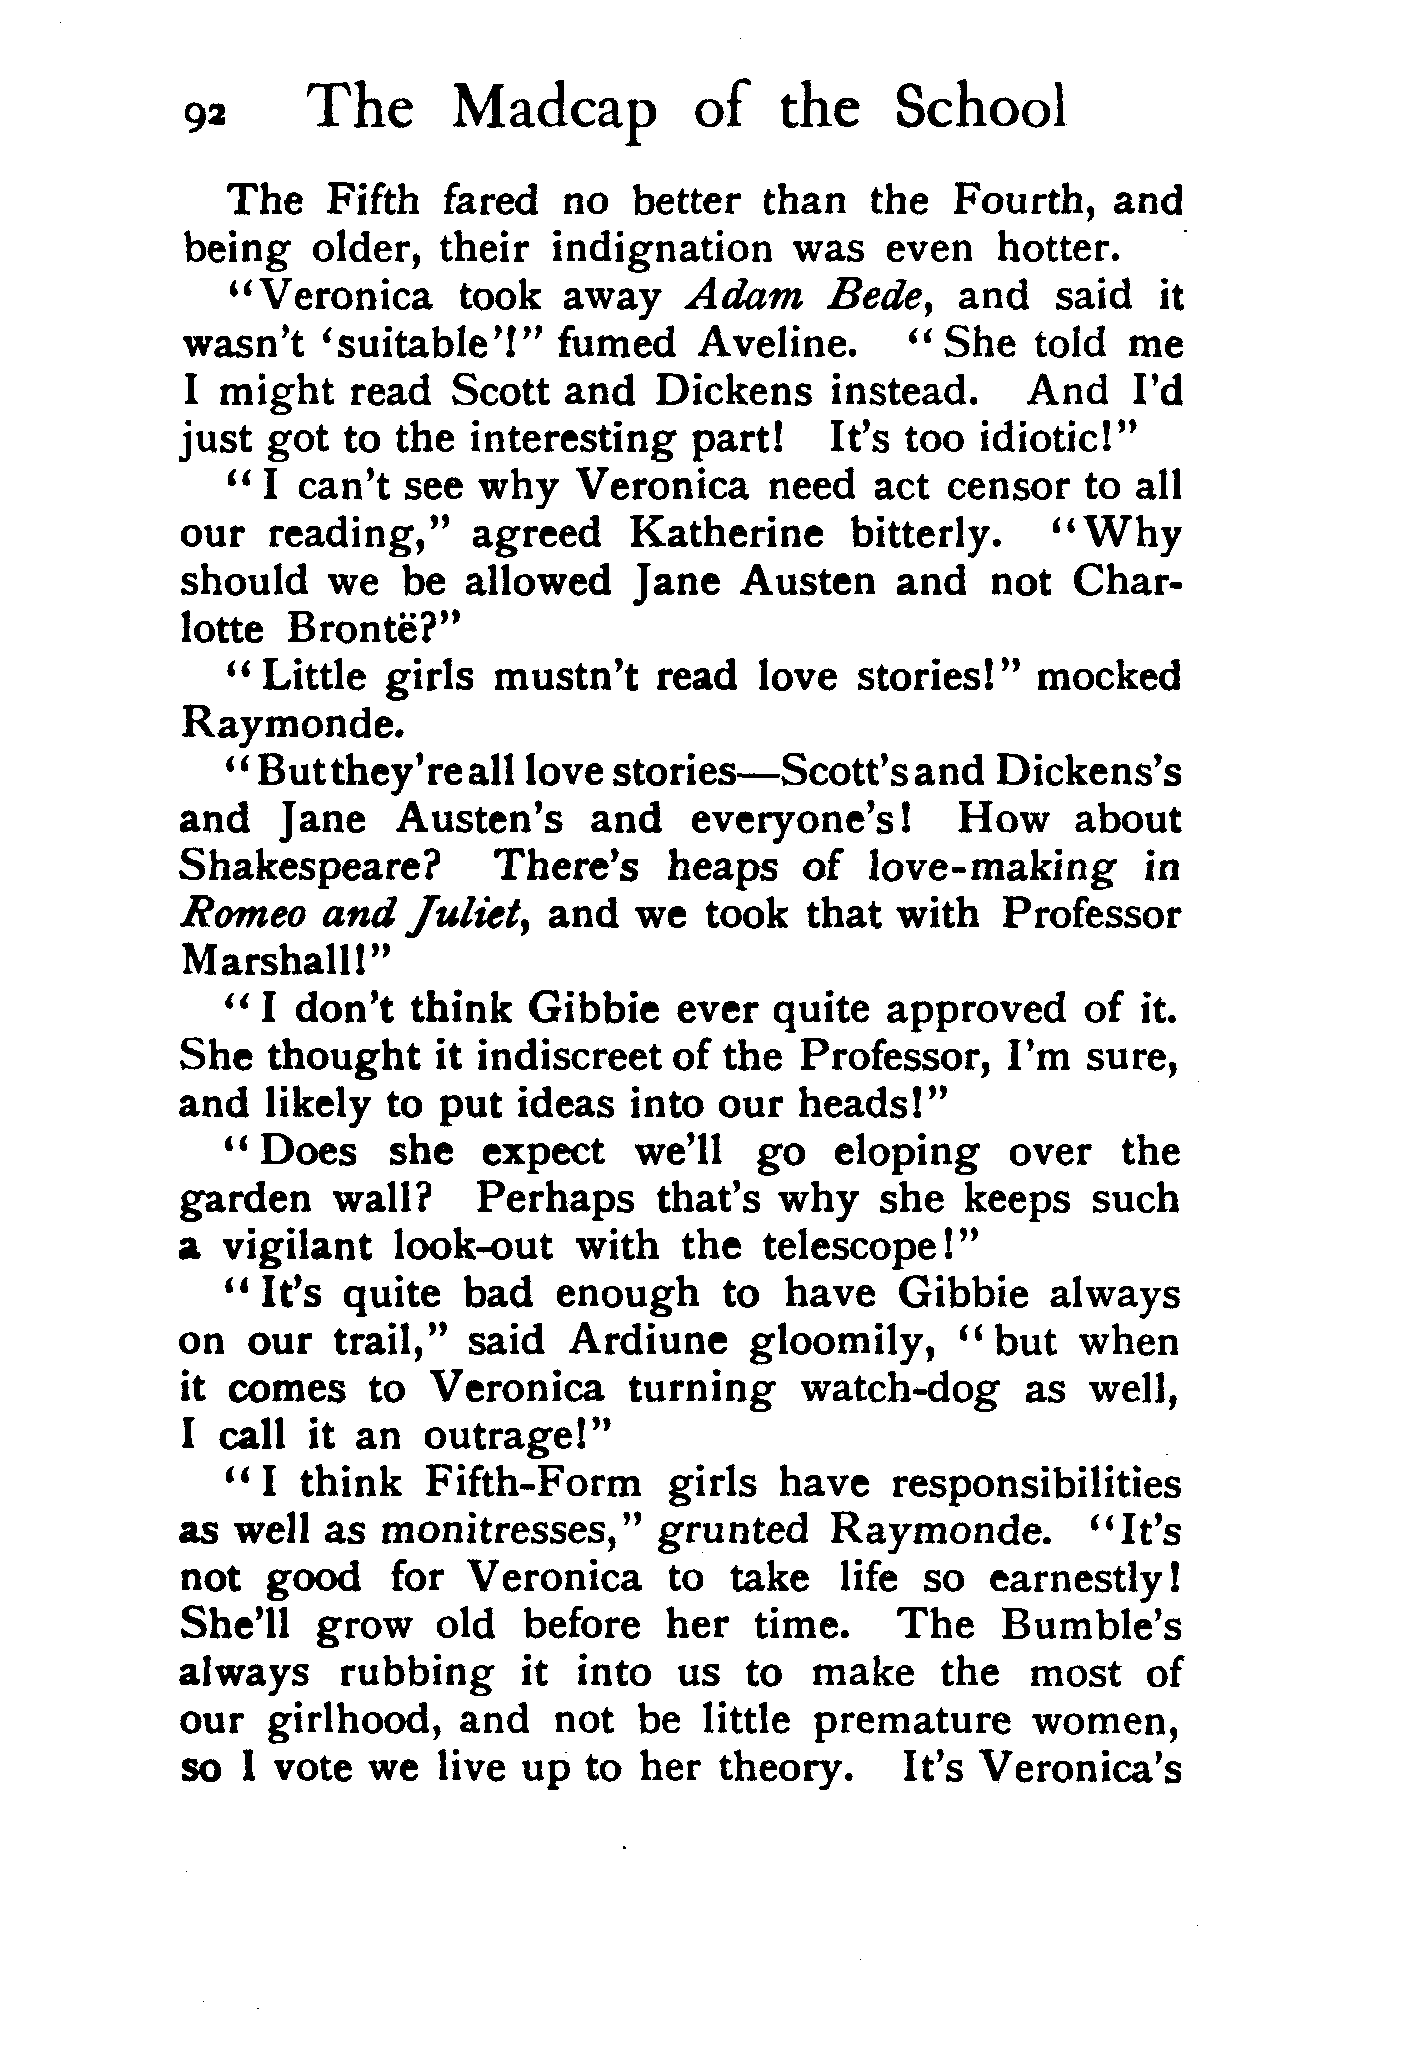 92 The Madcap of the School
The Fifth fared no better than the Fourth, and
being older, their indignation was even hotter.
"Veronica took away Adam Bede, and said it
wasn't 'suitable'!" fumed Aveline. "She told me
I might read Scott and Dickens instead. And I'd
just got to the interesting part! It's too idiotic!"
"I can't see why Veronica need act censor to all
our reading," agreed Katherine bitterly. "Why
should we be allowed Jane Austen and not Char-
lotte Brontë?"
"Little girls mustn't read love stories!" mocked
Raymonde.
"But they're all love stories—Scott's and Dickens's
and Jane Austen's and everyone's! How about
Shakespeare? There's heaps of love-making in
Romeo and Juliet, and we took that with Professor
Marshall!"
"I don't think Gibbie ever quite approved of it.
She thought it indiscreet of the Professor, I'm sure,
and likely to put ideas into our heads!"
"Does she expect we'll go eloping over the
garden wall? Perhaps that's why she keeps such
a vigilant look-out with the telescope!"
"It's quite bad enough to have Gibbie always
on our trail," said Ardiune gloomily, "but when
it comes to Veronica turning watch-dog as well,
I call it an outrage!"
"I think Fifth-Form girls have responsibilities
as well as monitresses," grunted Raymonde. "It's
not good for Veronica to take life so earnestly!
She'll grow old before her time. The Bumble's
always rubbing it into us to make the most of
our girlhood, and not be little premature women,
so I vote we live up to her theory. It's Veronica's